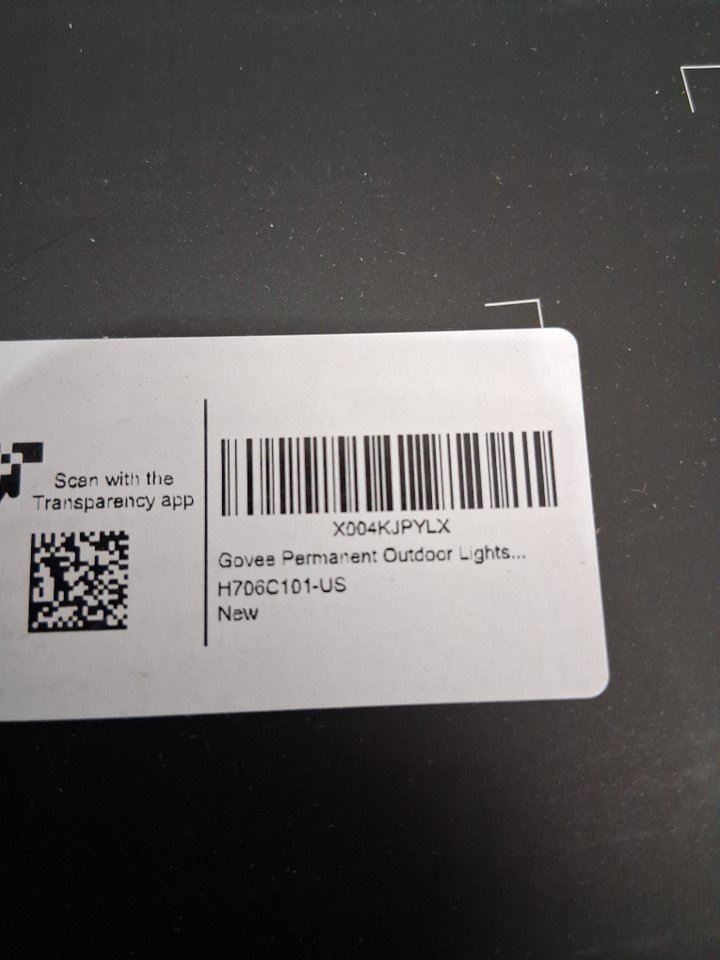 Scan with the
Transparency app
X004KJPYLX
Govee Permanent Outdoor Lights...
H706C101-US
New